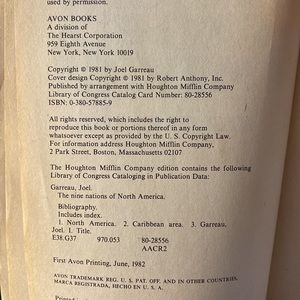 used by permission.
AVON BOOKS
A division of
The Hearst Corporation
959 Eighth Avenue
New York, New York 10019
Copyright © 1981 by Joel Garreau
Cover design Copyright © 1981 by Robert Anthony, Inc.
Published by arrangement with Houghton Mifflin Company
Library of Congress Catalog Card Number: 80-28556
ISBN: 0-380-57885-9
All rights reserved, which includes the right to
reproduce this book or portions thereof in any form
whatsoever except as provided by the U. S. Copyright Law.
For information address Houghton Mifflin Company,
2 Park Street, Boston, Massachusetts 02107
The Houghton Mifflin Company edition contains the following
Library of Congress Cataloging in Publication Data:
Garreau, Joel.
The nine nations of North America.
Bibliography.
Includes index.
1. North America. 2. Caribbean area. 3. Garreau,
Joel. I. Title.
E38.G37 970.053 80-28556
AACR2
First Avon Printing, June, 1982
AVON TRADEMARK REG. U. S. PAT. OFF. AND IN OTHER COUNTRIES,
MARCA REGISTRADA, HECHO EN U. S. A.
Printed